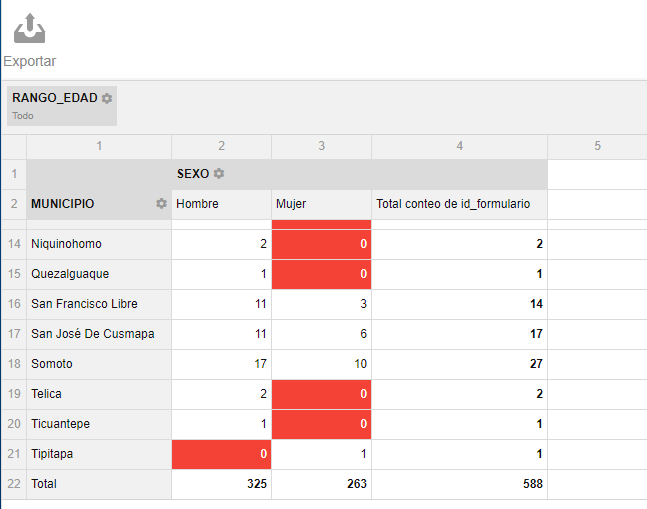 Exportar
RANGO_EDAD
Todo
1 2 3 4 5
1 SEXO
2 MUNICIPIO Hombre Mujer Total conteo de id_formulario
14 Niquinohomo 2 0 2
15 Quezalguaque 1 0 1
16 San Francisco Libre 11 3 14
17 San José De Cusmapa 11 6 17
18 Somoto 17 10 27
19 Telica 2 0 2
20 Ticuantepe 1 0 1
21 Tipitapa 0 1 1
22 Total 325 263 588